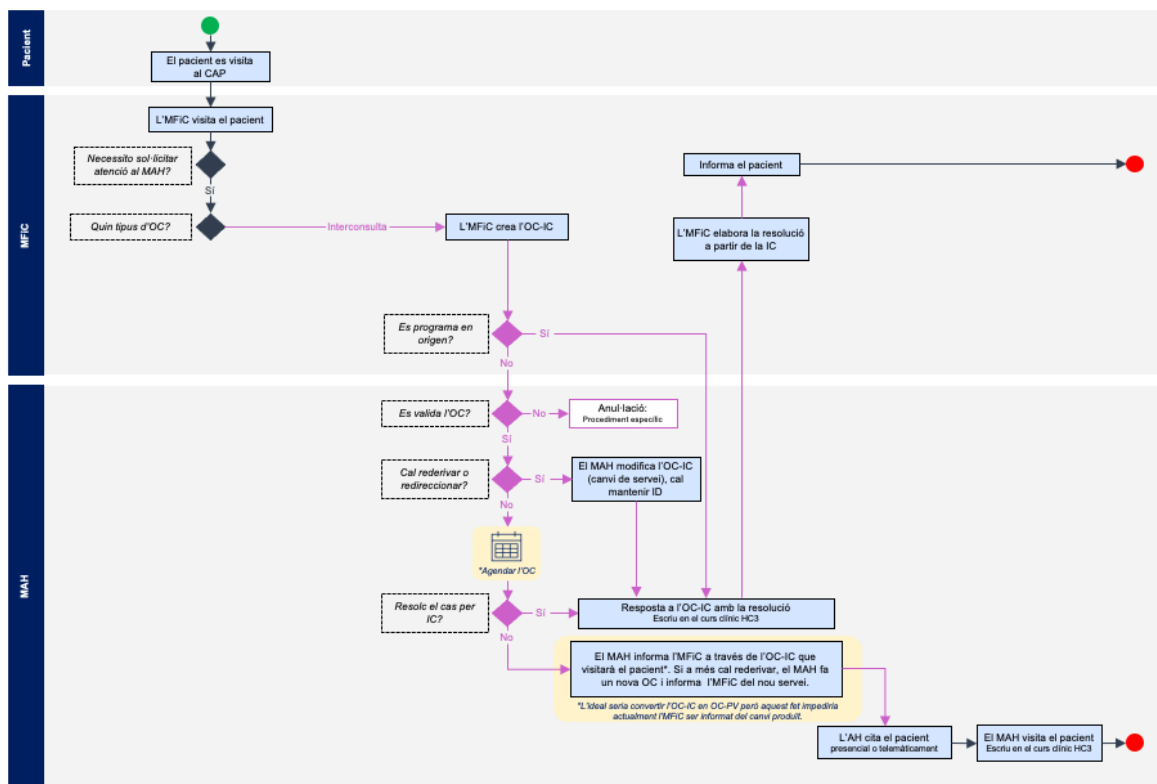 Pacient
El pacient es visita
al CAP
MFiC
L'MFiC visita el pacient
Necessito sol·licitar
atenció al MAH?
Sí
Quin tipus d'OC?
Interconsulta
L'MFiC crea l'OC-IC
Informa el pacient
L'MFiC elabora la resolució
a partir de la IC
Es programa en
origen?
Sí
No
MAH
Es valida l'OC?
No
Anul·lació:
Procediment específic
Sí
Cal rederivar o
redireccionar?
Sí
El MAH modifica l'OC-IC
(canvi de servei), cal
mantenir ID
No
*Agendar l'OC
Resolc el cas per
IC?
Sí
Resposta a l'OC-IC amb la resolució
Escriu en el curs clínic HC3
No
El MAH informa l'MFiC a través de l'OC-IC que
visitarà el pacient*. Si a més cal rederivar, el MAH fa
un nova OC i informa l'MFiC del nou servei.
*L'ideal seria convertir l'OC-IC en OC-PV però aquest fet impediria
actualment l'MFiC ser informat del canvi produït.
L'AH cita el pacient
presencial o telemàticament
El MAH visita el pacient
Escriu en el curs clínic HC3